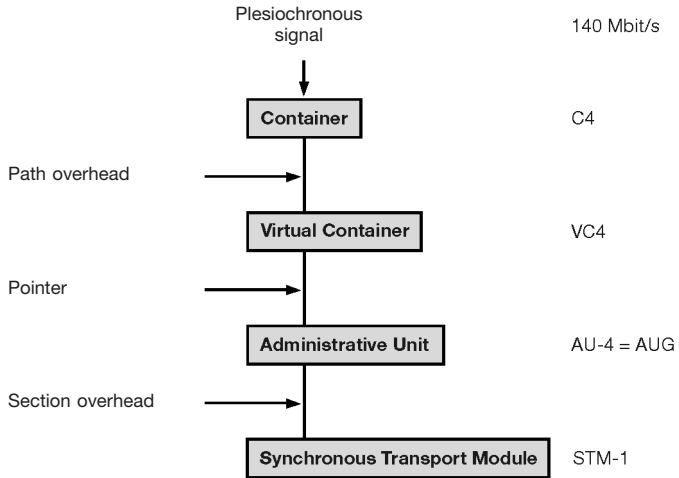 Plesiochronous
signal
140 Mbit/s
Container
C4
Path overhead
Virtual Container
VC4
Pointer
Administrative Unit
AU-4 = AUG
Section overhead
Synchronous Transport Module
STM-1